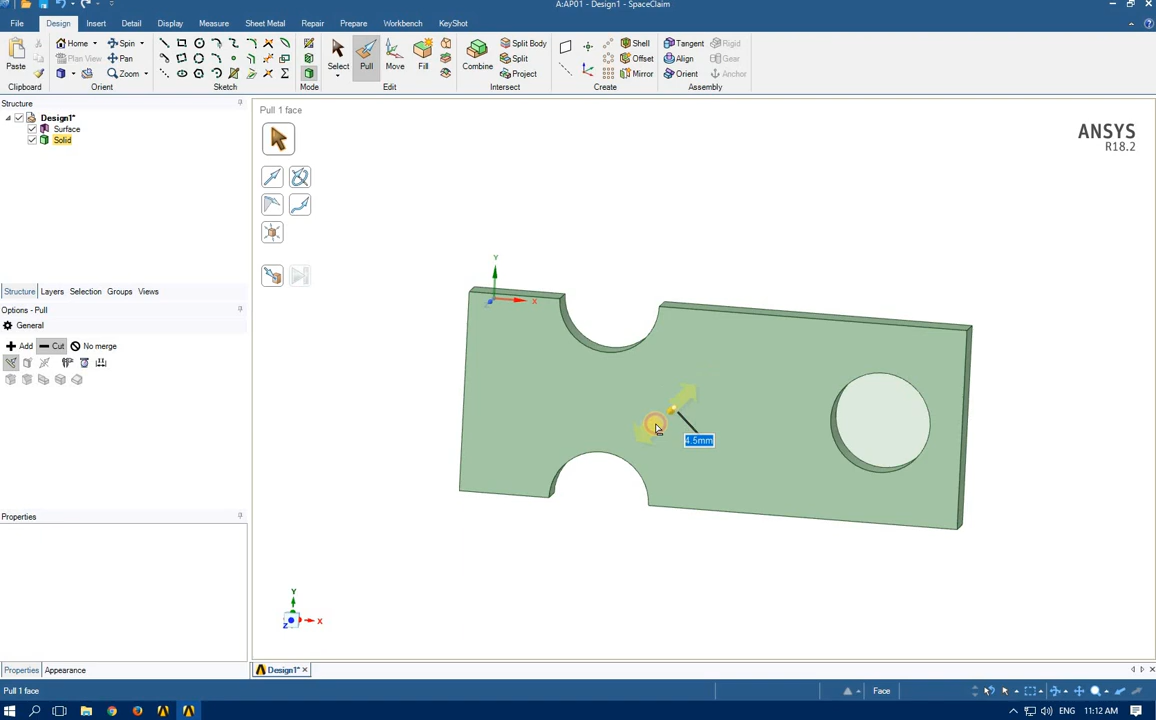 A:AP01 - Design1 - SpaceClaim
File Design Insert Detail Display Measure Sheet Metal Repair Prepare Workbench KeyShot
Home Spin Split Body Shell Tangent Rigid
Paste Plan View Pan Select Pull Move Fill Combine Split Offset Align Gear
Zoom Project Mirror Orient Anchor
Clipboard Orient Sketch Mode Edit Intersect Create Assembly
Structure
Design1*
Surface
Solid
Pull 1 face
ANSYS
R18.2
Y
X
Structure Layers Selection Groups Views
Options - Pull
General
Add Cut No merge
4.5mm
Properties
Y
Z X
Properties Appearance
Design1*
Pull 1 face Face
ENG 11:12 AM